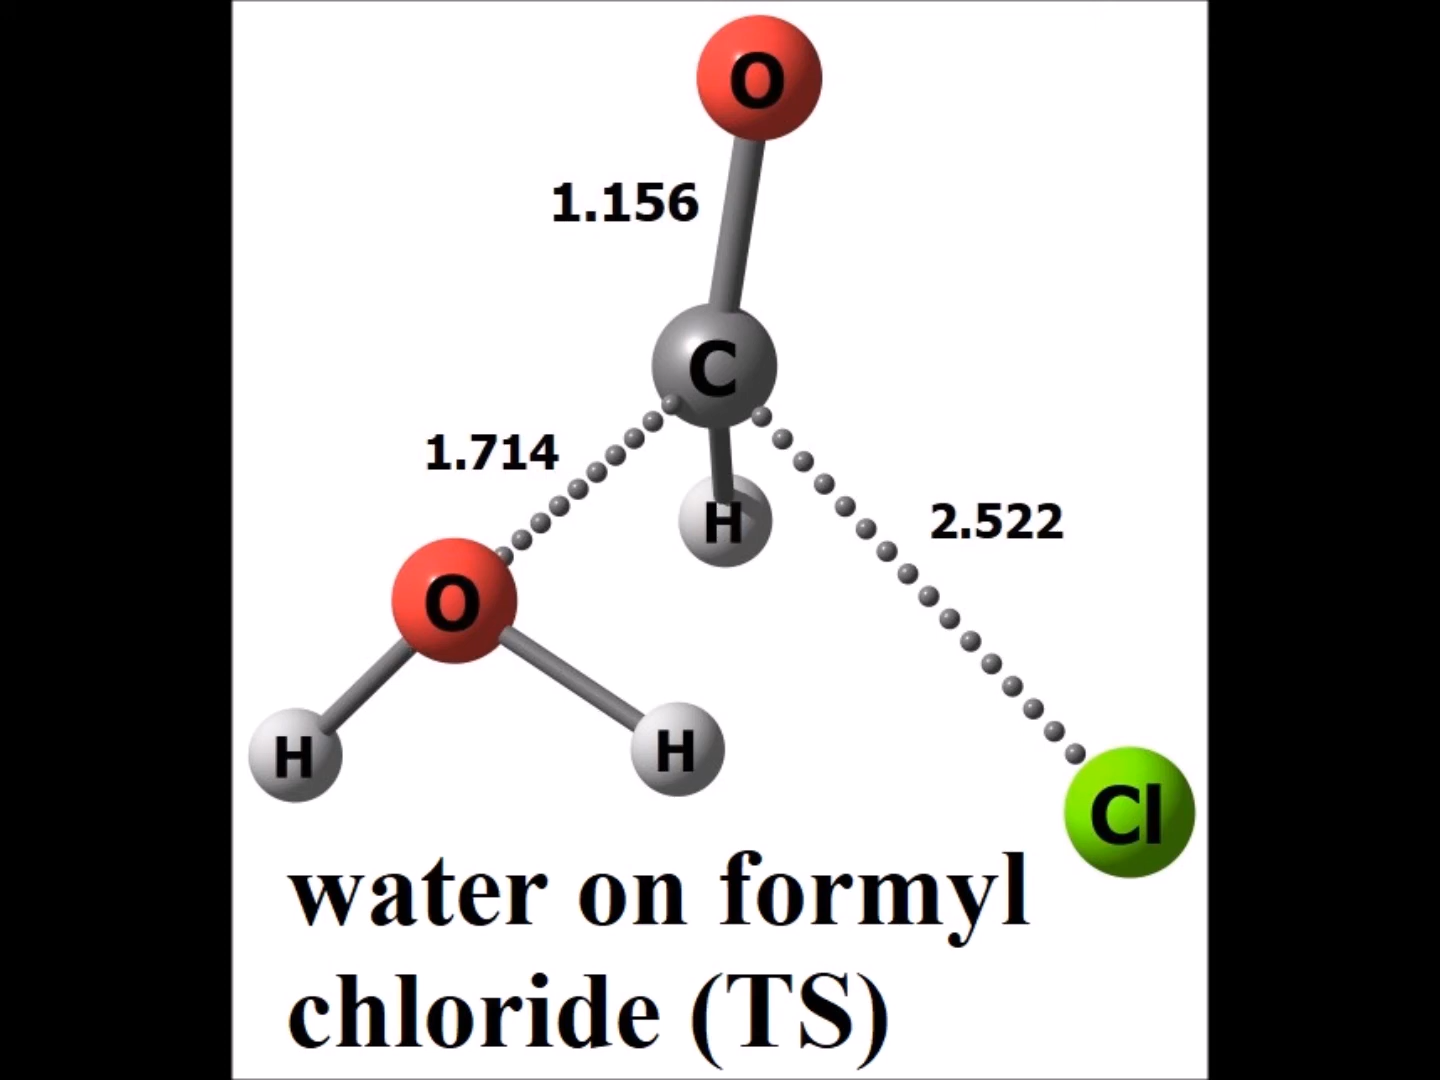 O
1.156
C
1.714
H
2.522
O
H
H
Cl
water on formyl
chloride (TS)